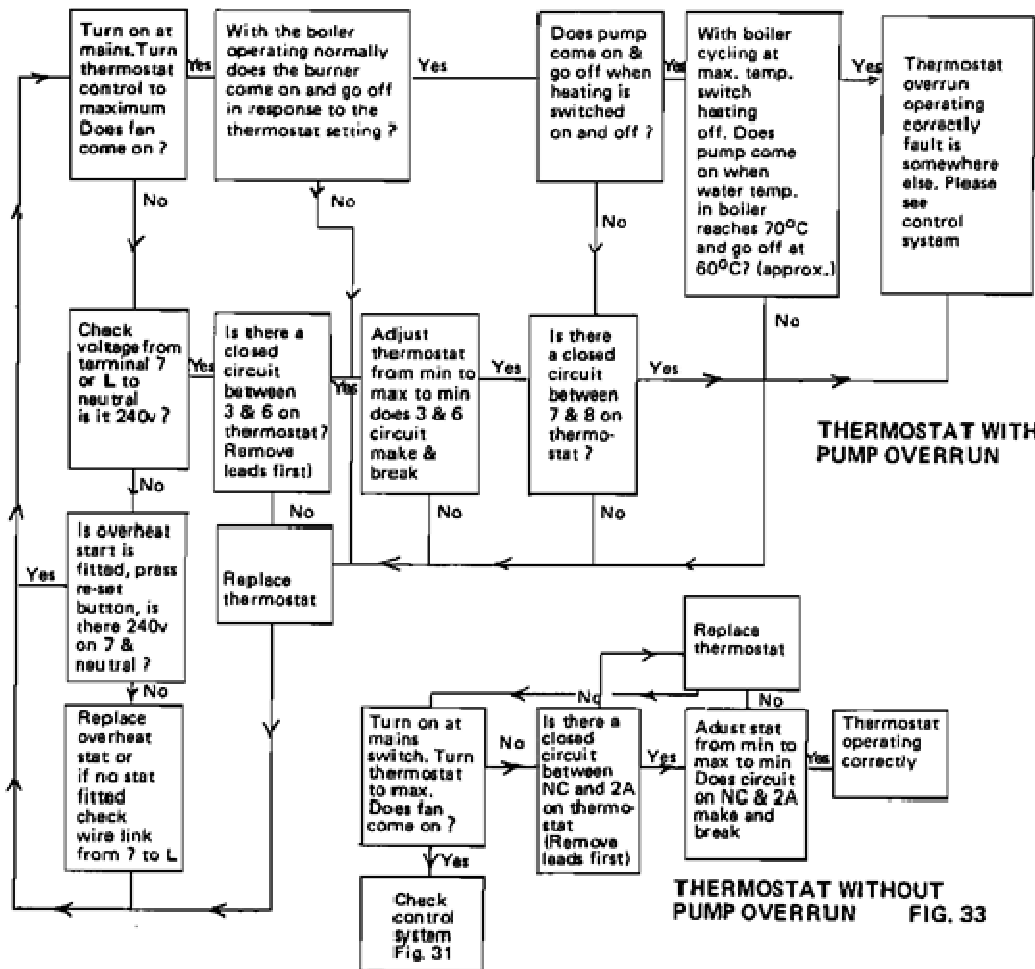 Turn on at
mains.Turn
thermostat
control to
maximum
Does fan
come on ?
Yes
With the boiler
operating normally
does the burner
come on and go off
in response to the
thermostat setting ?
Yes
Does pump
come on &
go off when
heating is
switched
on and off ?
Yes
With boiler
cycling at
max. temp.
switch
heating
off. Does
pump come
on when
water temp.
in boiler
reaches 70°C
and go off at
60°C? (approx.)
Yes
Thermostat
overrun
operating
correctly
fault is
somewhere
else. Please
see
control
system
No
No
No
No
Check
voltage from
terminal 7
or L to
neutral
is it 240v ?
Yes
Is there a
closed
circuit
between
3 & 6 on
thermostat?
Remove
leads first)
Yes
Adjust
thermostat
from min to
max to min
does 3 & 6
circuit
make &
break
Yes
Is there
a closed
circuit
between
7 & 8 on
thermo-
stat ?
Yes
THERMOSTAT WITH
PUMP OVERRUN
No
No
No
No
Is overheat
start is
fitted, press
re-set
button, is
there 240v
on 7 &
neutral ?
Yes
Replace
thermostat
No
Replace
overheat
stat or
if no stat
fitted
check
wire link
from 7 to L
Replace
thermostat
No
No
Turn on at
mains
switch. Turn
thermostat
to max.
Does fan
come on ?
No
Is there a
closed
circuit
between
NC and 2A
on thermo-
stat
(Remove
leads first)
Yes
Adjust stat
from min to
max to min
Does circuit
on NC & 2A
make and
break
Yes
Thermostat
operating
correctly
Yes
Check
control
system
Fig. 31
THERMOSTAT WITHOUT
PUMP OVERRUN FIG. 33